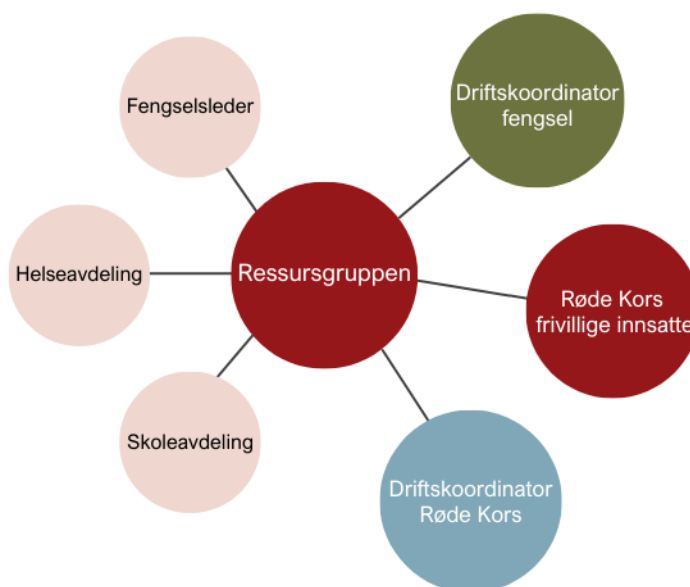 Fengselsleder
Driftskoordinator
fengsel
Helseavdeling
Ressursgruppen
Røde Kors
frivillige innsatte
Skoleavdeling
Driftskoordinator
Røde Kors